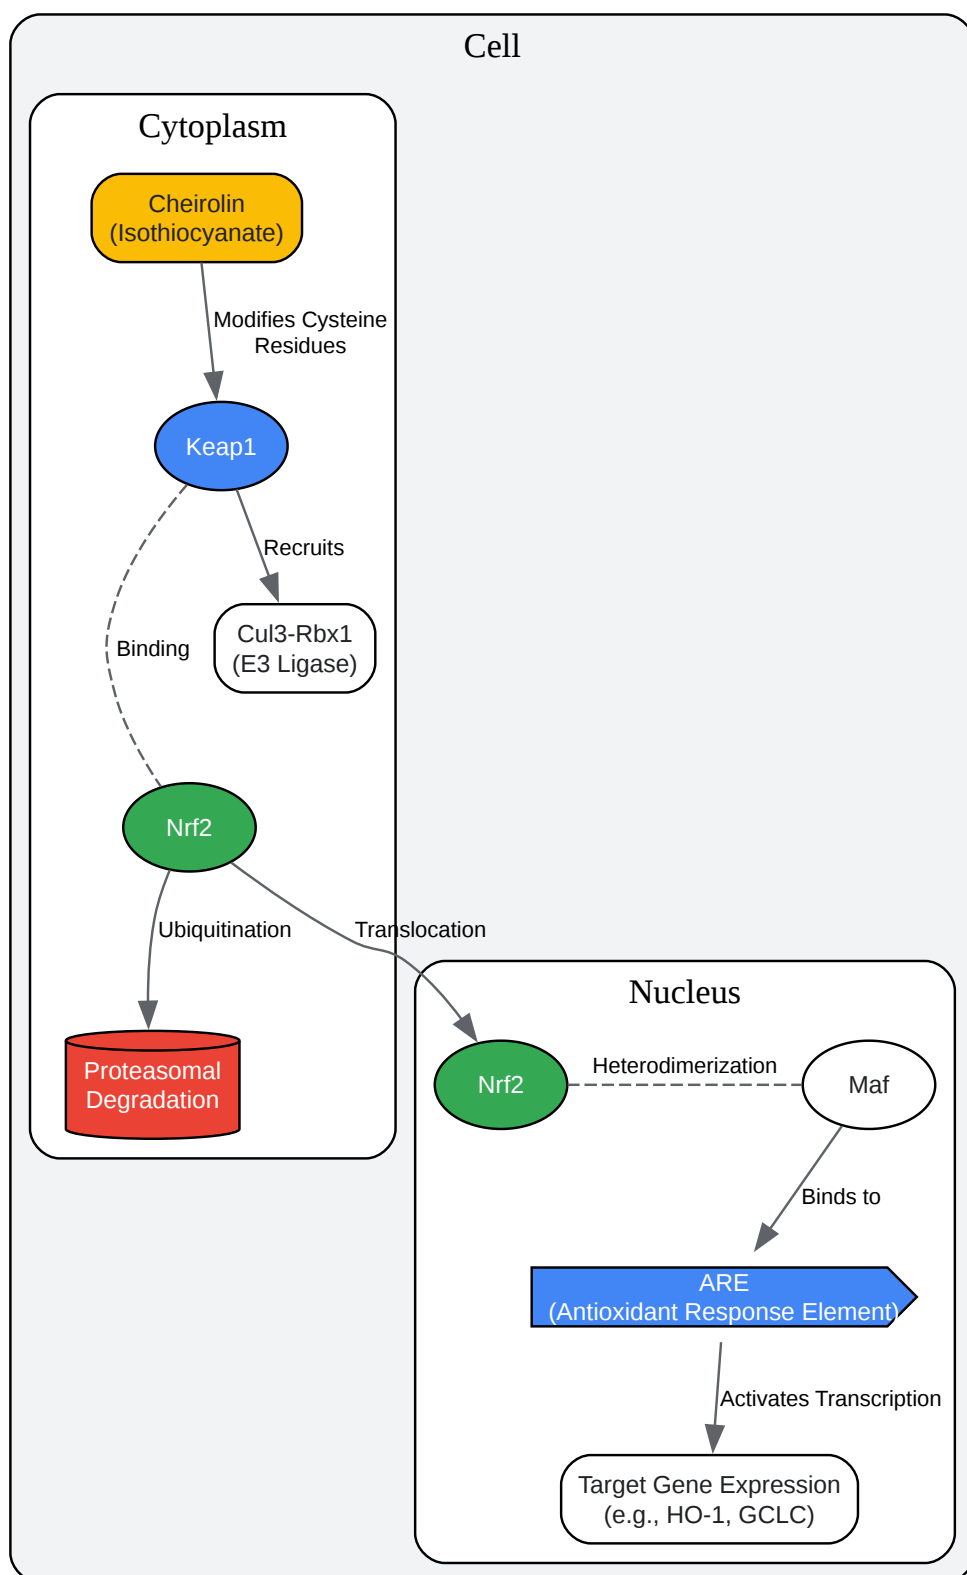 Cell
Cytoplasm
Cheirolin
(Isothiocyanate)
Modifies Cysteine
Residues
Keap1
Recruits
Cul3-Rbx1
(E3 Ligase)
Binding
Nrf2
Ubiquitination
Translocation
Proteasomal
Degradation
Nucleus
Nrf2
Heterodimerization
Maf
Binds to
ARE
(Antioxidant Response Element)
Activates Transcription
Target Gene Expression
(e.g., HO-1, GCLC)